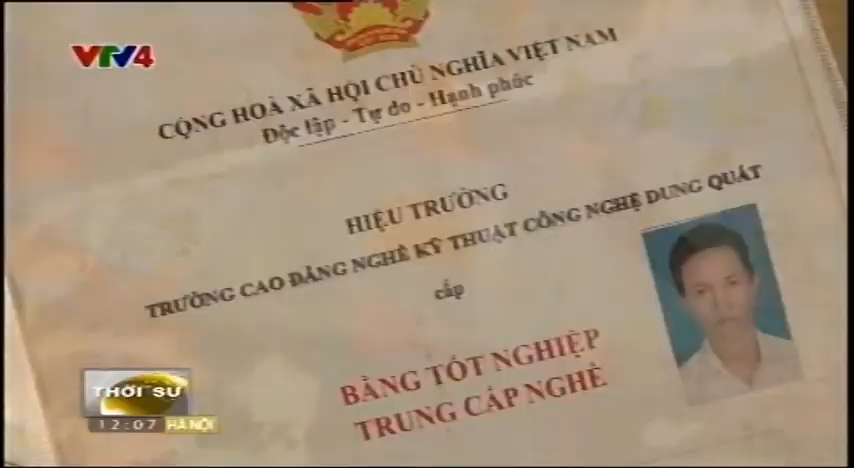 VTV4
CỘNG HOÀ XÃ HỘI CHỦ NGHĨA VIỆT NAM
Độc lập - Tự do - Hạnh phúc
HIỆU TRƯỞNG
TRƯỜNG CAO ĐẲNG NGHỀ KỸ THUẬT CÔNG NGHỆ DUNG QUẤT
cấp
BẰNG TỐT NGHIỆP
TRUNG CẤP NGHỀ
THỜI SỰ
12:07 HÀ NỘI